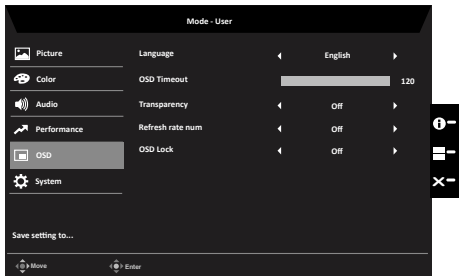 Mode - User
Picture
Color
Audio
Performance
OSD
System
Language English
OSD Timeout 120
Transparency Off
Refresh rate num Off
OSD Lock Off
Save setting to...
Move Enter